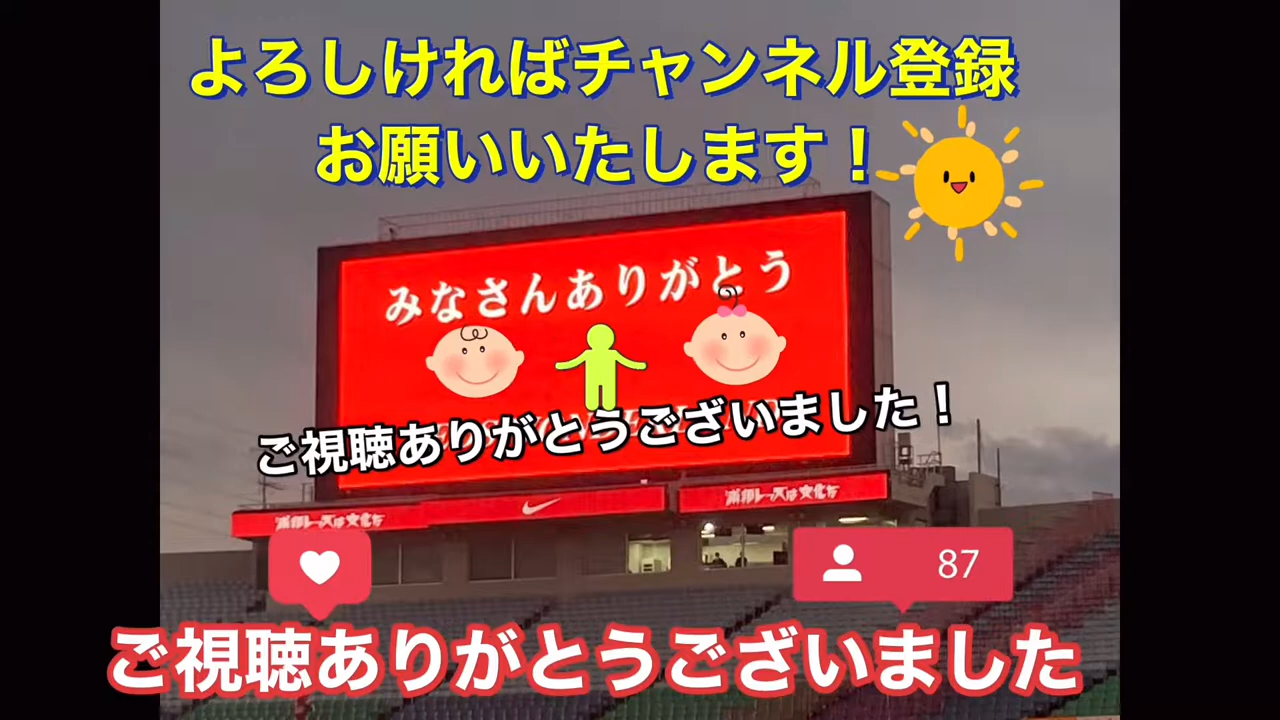 よろしければチャンネル登録
お願いいたします！
みなさんありがとう
ご視聴ありがとうございました！
87
ご視聴ありがとうございました